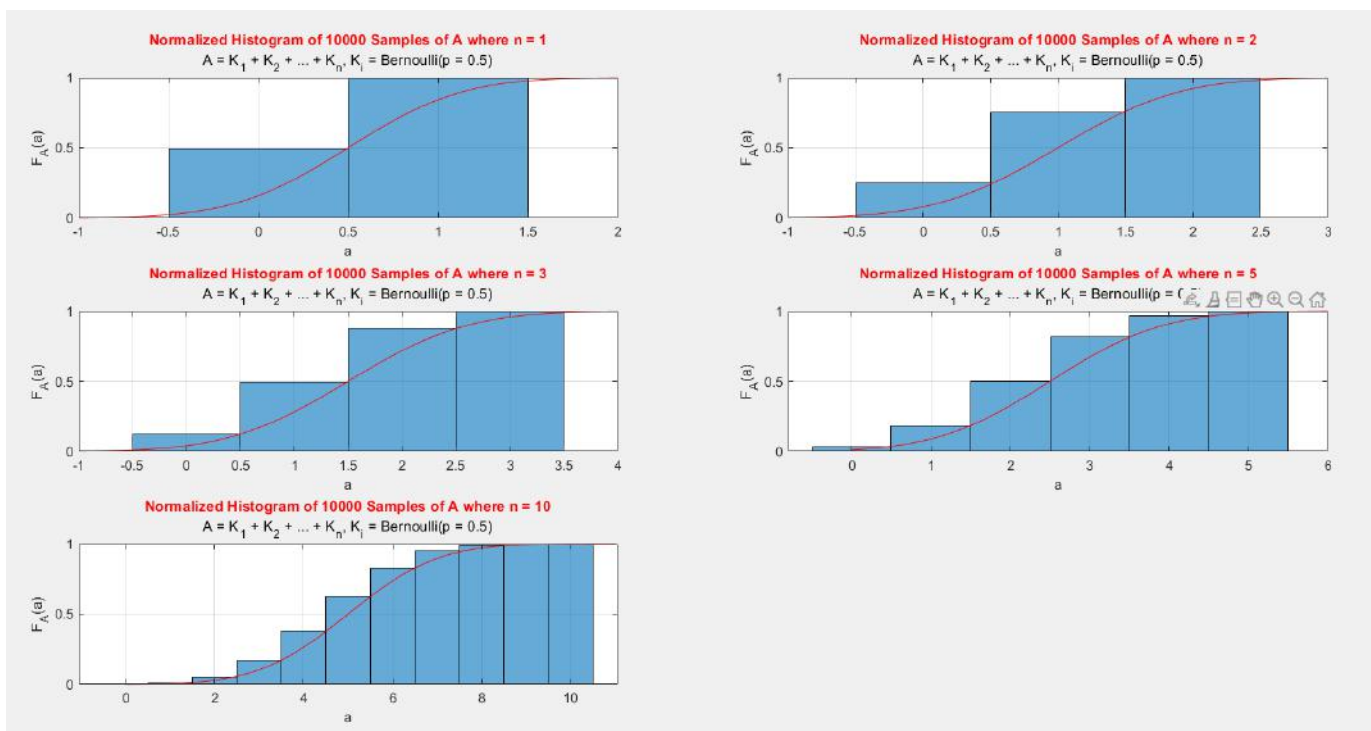 Normalized Histogram of 10000 Samples of A where n = 1
A = K1 + K2 + ... + Kn, Ki = Bernoulli(p = 0.5)
FA(a)
1
0.5
0
-1 -0.5 0 0.5 1 1.5 2
a
Normalized Histogram of 10000 Samples of A where n = 2
A = K1 + K2 + ... + Kn, Ki = Bernoulli(p = 0.5)
FA(a)
1
0.5
0
-1 -0.5 0 0.5 1 1.5 2 2.5 3
a
Normalized Histogram of 10000 Samples of A where n = 3
A = K1 + K2 + ... + Kn, Ki = Bernoulli(p = 0.5)
FA(a)
1
0.5
0
-1 -0.5 0 0.5 1 1.5 2 2.5 3 3.5 4
a
Normalized Histogram of 10000 Samples of A where n = 5
A = K1 + K2 + ... + Kn, Ki = Bernoulli(p =
FA(a)
1
0.5
0
0 1 2 3 4 5 6
a
Normalized Histogram of 10000 Samples of A where n = 10
A = K1 + K2 + ... + Kn, Ki = Bernoulli(p = 0.5)
FA(a)
1
0.5
0
0 2 4 6 8 10
a